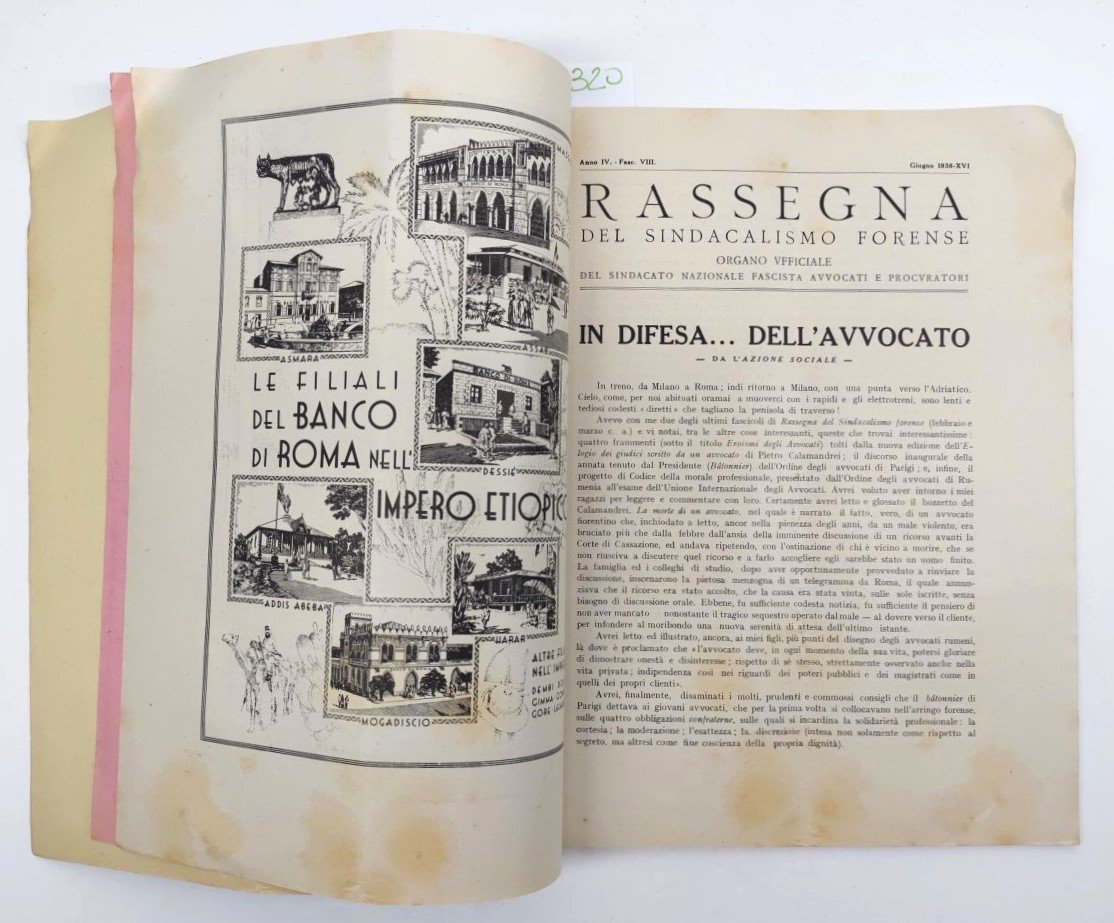 320
ASMARA
BANCO DI ROMA
ASSA
LE FILIALI
DEL BANCO
DI ROMA NELL'
BANCO DI ROMA
DESSIÉ
IMPERO ETIOPIC
ADDIS ABEBA
HARAR
MOGADISCIO
ALTRE FI
NELL'IMP
DEMBI DO
GIMMA
GORE
Anno IV. - Fasc. VIII.
Giugno 1938-XVI
RASSEGNA
DEL SINDACALISMO FORENSE
ORGANO VFFICIALE
DEL SINDACATO NAZIONALE FASCISTA AVVOCATI E PROCVRATORI
IN DIFESA... DELL'AVVOCATO
— DA L'AZIONE SOCIALE —
In treno, da Milano a Roma; indi ritorno a Milano, con una punta verso l'Adriatico.
Cielo, come, per noi abituati oramai a muoverci con i rapidi e gli elettrotreni, sono lenti e
tediosi codesti « diretti » che tagliano la penisola di traverso !
Avevo con me due degli ultimi fascicoli di Rassegna del Sindacalismo forense (febbraio e
marzo c. a.) e vi notai, tra le altre cose interessanti, queste che trovai interessantissime:
quattro frammenti (sotto il titolo Eroismi degli Avvocati) tolti dalla nuova edizione dell'E-
logio dei giudici scritto da un avvocato di Pietro Calamandrei; il discorso inaugurale della
annata tenuto dal Presidente (Bâtonnier) dell'Ordine degli avvocati di Parigi; e, infine, il
progetto di Codice della morale professionale, presentato dall'Ordine degli avvocati di Ru-
menia all'esame dell'Unione Internazionale degli Avvocati. Avrei voluto aver intorno i miei
ragazzi per leggere e commentare con loro. Certamente avrei letto e glossato il bozzetto del
Calamandrei, La morte di un avvocato, nel quale è narrato il fatto, vero, di un avvocato
fiorentino che, inchiodato a letto, ancor nella pienezza degli anni, da un male violento, era
bruciato più che dalla febbre dall'ansia della imminente discussione di un ricorso avanti la
Corte di Cassazione, ed andava ripetendo, con l'ostinazione di chi è vicino a morire, che se
non riusciva a discutere quel ricorso e a farlo accogliere egli sarebbe stato un uomo finito.
La famiglia ed i colleghi di studio, dopo aver opportunamente provveduto a rinviare la
discussione, inscenarono la pietosa menzogna di un telegramma da Roma, il quale annun-
ziava che il ricorso era stato accolto, che la causa era stata vinta, sulle sole iscritte, senza
bisogno di discussione orale. Ebbene, fu sufficiente codesta notizia, fu sufficiente il pensiero di
non aver mancato nonostante il tragico sequestro operato dal male — al dovere verso il cliente,
per infondere al moribondo una nuova serenità di attesa dell'ultimo istante.
Avrei letto ed illustrato, ancora, ai miei figli, più punti del disegno degli avvocati rumeni,
là dove è proclamato che «l'avvocato deve, in ogni momento della sua vita, potersi gloriare
di dimostrare onestà e disinteresse; rispetto di sè stesso, strettamente osservato anche nella
vita privata; indipendenza così nei riguardi dei poteri pubblici e dei magistrati come in
quelli dei propri clienti».
Avrei, finalmente, disaminati i molti, prudenti e commossi consigli che il bâtonnier di
Parigi dettava ai giovani avvocati, che per la prima volta si collocavano nell'arringo forense,
sulle quattro obbligazioni confraterne, sulle quali si incardina la solidarietà professionale: la
cortesia; la moderazione; l'esattezza; la discrezione (intesa non solamente come rispetto al
segreto, ma altresì come fine coscienza della propria dignità).